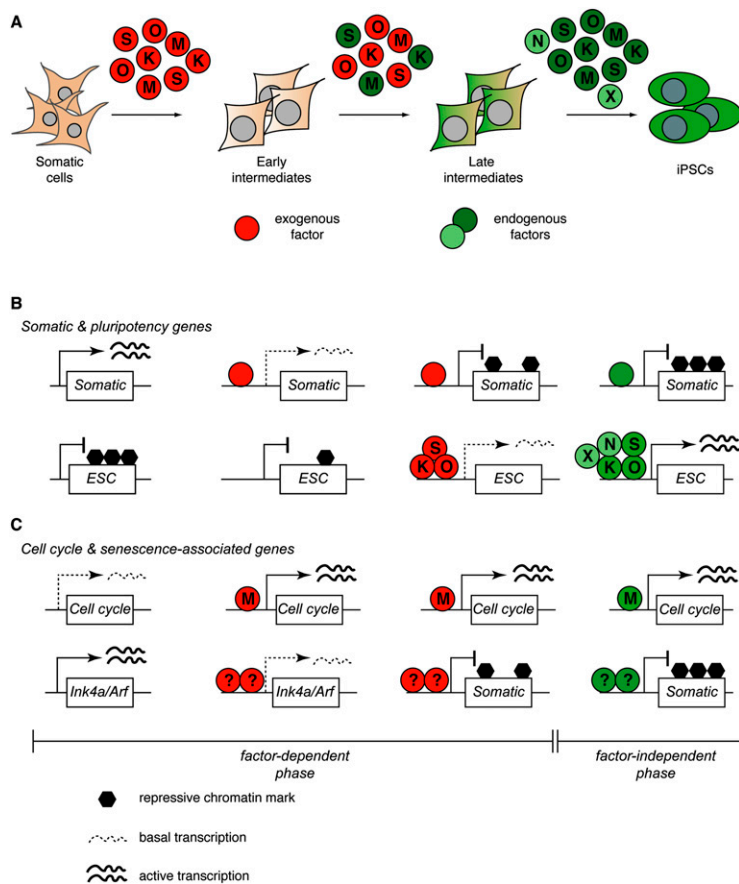 A
S O M K O K M S
S O M O K K M S
N S O M K M K O M S X
Somatic
cells
Early
intermediates
Late
intermediates
iPSCs
exogenous
factor
endogenous
factors
B
Somatic & pluripotency genes
Somatic Somatic Somatic Somatic
ESC ESC S K O ESC X N S K O ESC
C
Cell cycle & senescence-associated genes
Cell cycle M Cell cycle M Cell cycle M Cell cycle
Ink4a/Arf ? ? Ink4a/Arf ? ? Somatic ? ? Somatic
factor-dependent
phase
factor-independent
phase
repressive chromatin mark
basal transcription
active transcription